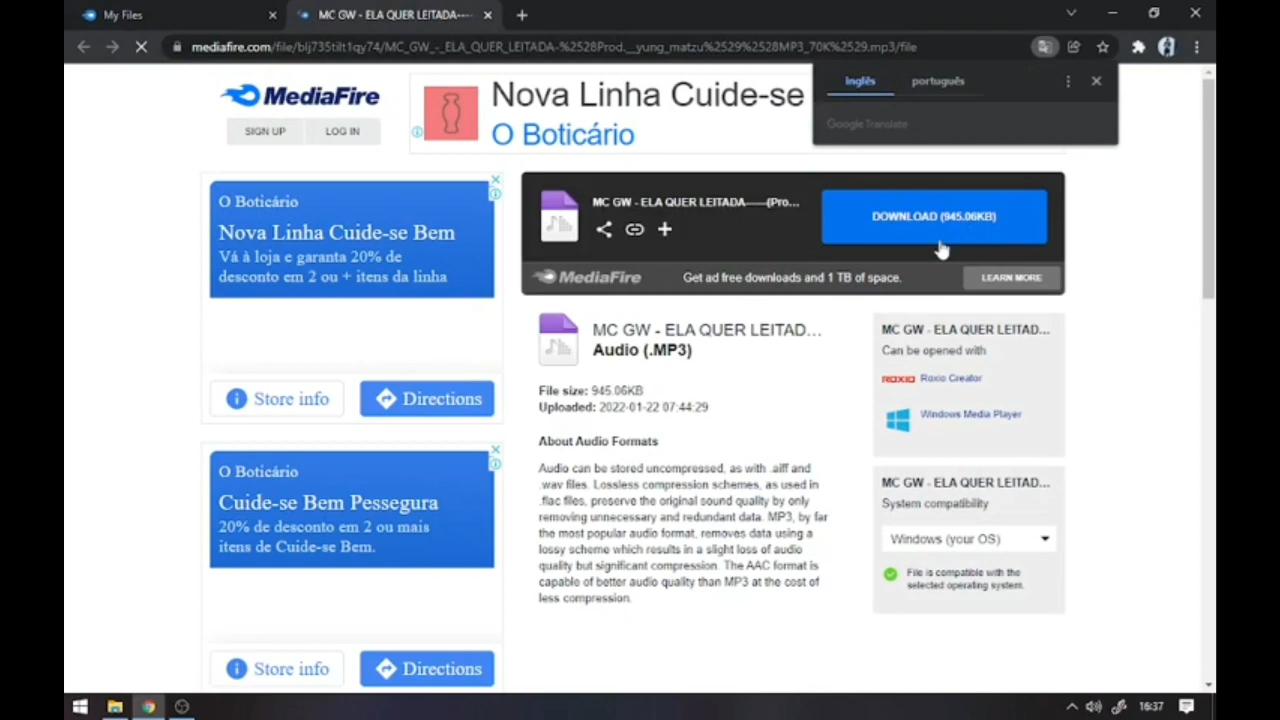 My Files
MC GW - ELA QUER LEITADA----
mediafire.com/file/blj735tilt1qy74/MC_GW_-_ELA_QUER_LEITADA-%2528Prod.__yung_matzu%2529%2528MP3_70K%2529.mp3/file
inglês
português
Google Translate
MediaFire
SIGN UP
LOG IN
Nova Linha Cuide-se
O Boticário
O Boticário
Nova Linha Cuide-se Bem
Vá à loja e garanta 20% de
desconto em 2 ou + itens da linha
Store info
Directions
O Boticário
Cuide-se Bem Pessegura
20% de desconto em 2 ou mais
itens de Cuide-se Bem.
Store info
Directions
MC GW - ELA QUER LEITADA-----(Pro...
DOWNLOAD (945.06KB)
MediaFire
Get ad free downloads and 1 TB of space.
LEARN MORE
MC GW - ELA QUER LEITAD...
Audio (.MP3)
File size: 945.06KB
Uploaded: 2022-01-22 07:44:29
About Audio Formats
Audio can be stored uncompressed, as with .aiff and
.wav files. Lossless compression schemes, as used in
.flac files, preserve the original sound quality by only
removing unnecessary and redundant data. MP3, by far
the most popular audio format, removes data using a
lossy scheme which results in a slight loss of audio
quality but significant compression. The AAC format is
capable of better audio quality than MP3 at the cost of
less compression.
MC GW - ELA QUER LEITAD...
Can be opened with
ROXIO Roxio Creator
Windows Media Player
MC GW - ELA QUER LEITAD...
System compatibility
Windows (your OS)
File is compatible with the
selected operating system.
16:37